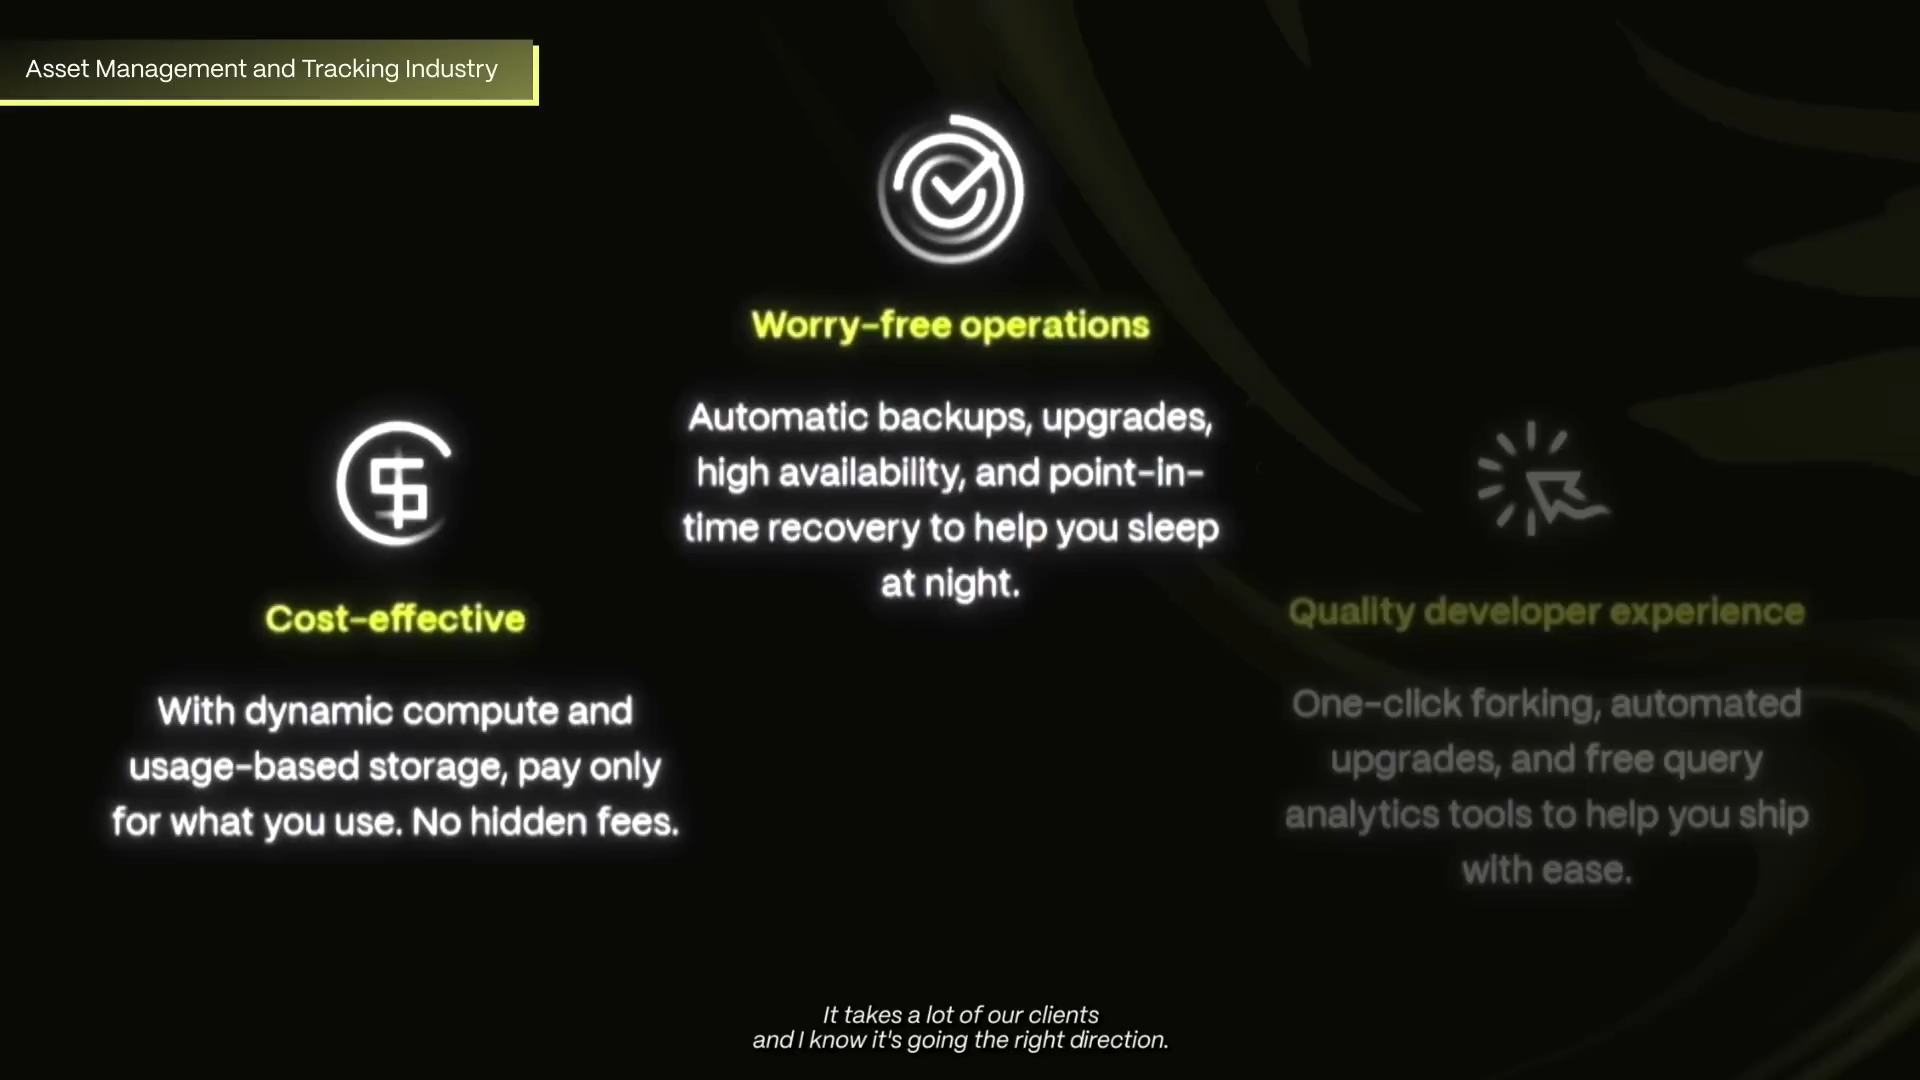 Asset Management and Tracking Industry
Worry-free operations
Automatic backups, upgrades,
high availability, and point-in-
time recovery to help you sleep
at night.
Cost-effective
With dynamic compute and
usage-based storage, pay only
for what you use. No hidden fees.
Quality developer experience
One-click forking, automated
upgrades, and free query
analytics tools to help you ship
with ease.
It takes a lot of our clients
and I know it's going the right direction.